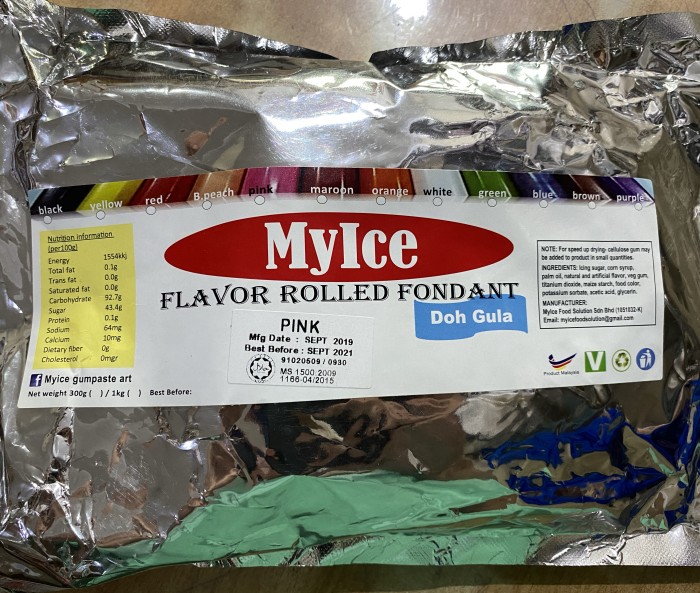 black yellow red B.peach pink maroon orange white green blue brown purple
Nutrition information
(per100g)
Energy 1554kkj
Total fat 0.1g
Trans fat 0.0g
Saturated fat 0.0g
Carbohydrate 92.7g
Sugar 43.4g
Protein 0.1g
Sodium 64mg
Calcium 10mg
Dietary fiber 0g
Cholesterol 0mgr
MyIce
FLAVOR ROLLED FONDANT
Doh Gula
PINK
Mfg Date : SEPT 2019
Best Before : SEPT 2021
91020509 / 0930
MS 1500:2009
1166-04/2015
NOTE: For speed up drying- callulose gum may
be added to product in small quantities.
INGREDIENTS: Icing sugar, corn syrup,
palm oil, natural and artificial flavor, veg gum,
titanium dioxide, maize starch, food color,
potassium sorbate, acetic acid, glycerin.
MANUFACTURER:
MyIce Food Solution Sdn Bhd (1051032-K)
Email: myicefoodsolution@gmail.com
Product Malaysia
V
f Myice gumpaste art
Net weight 300g ( ) / 1kg ( ) Best Before: